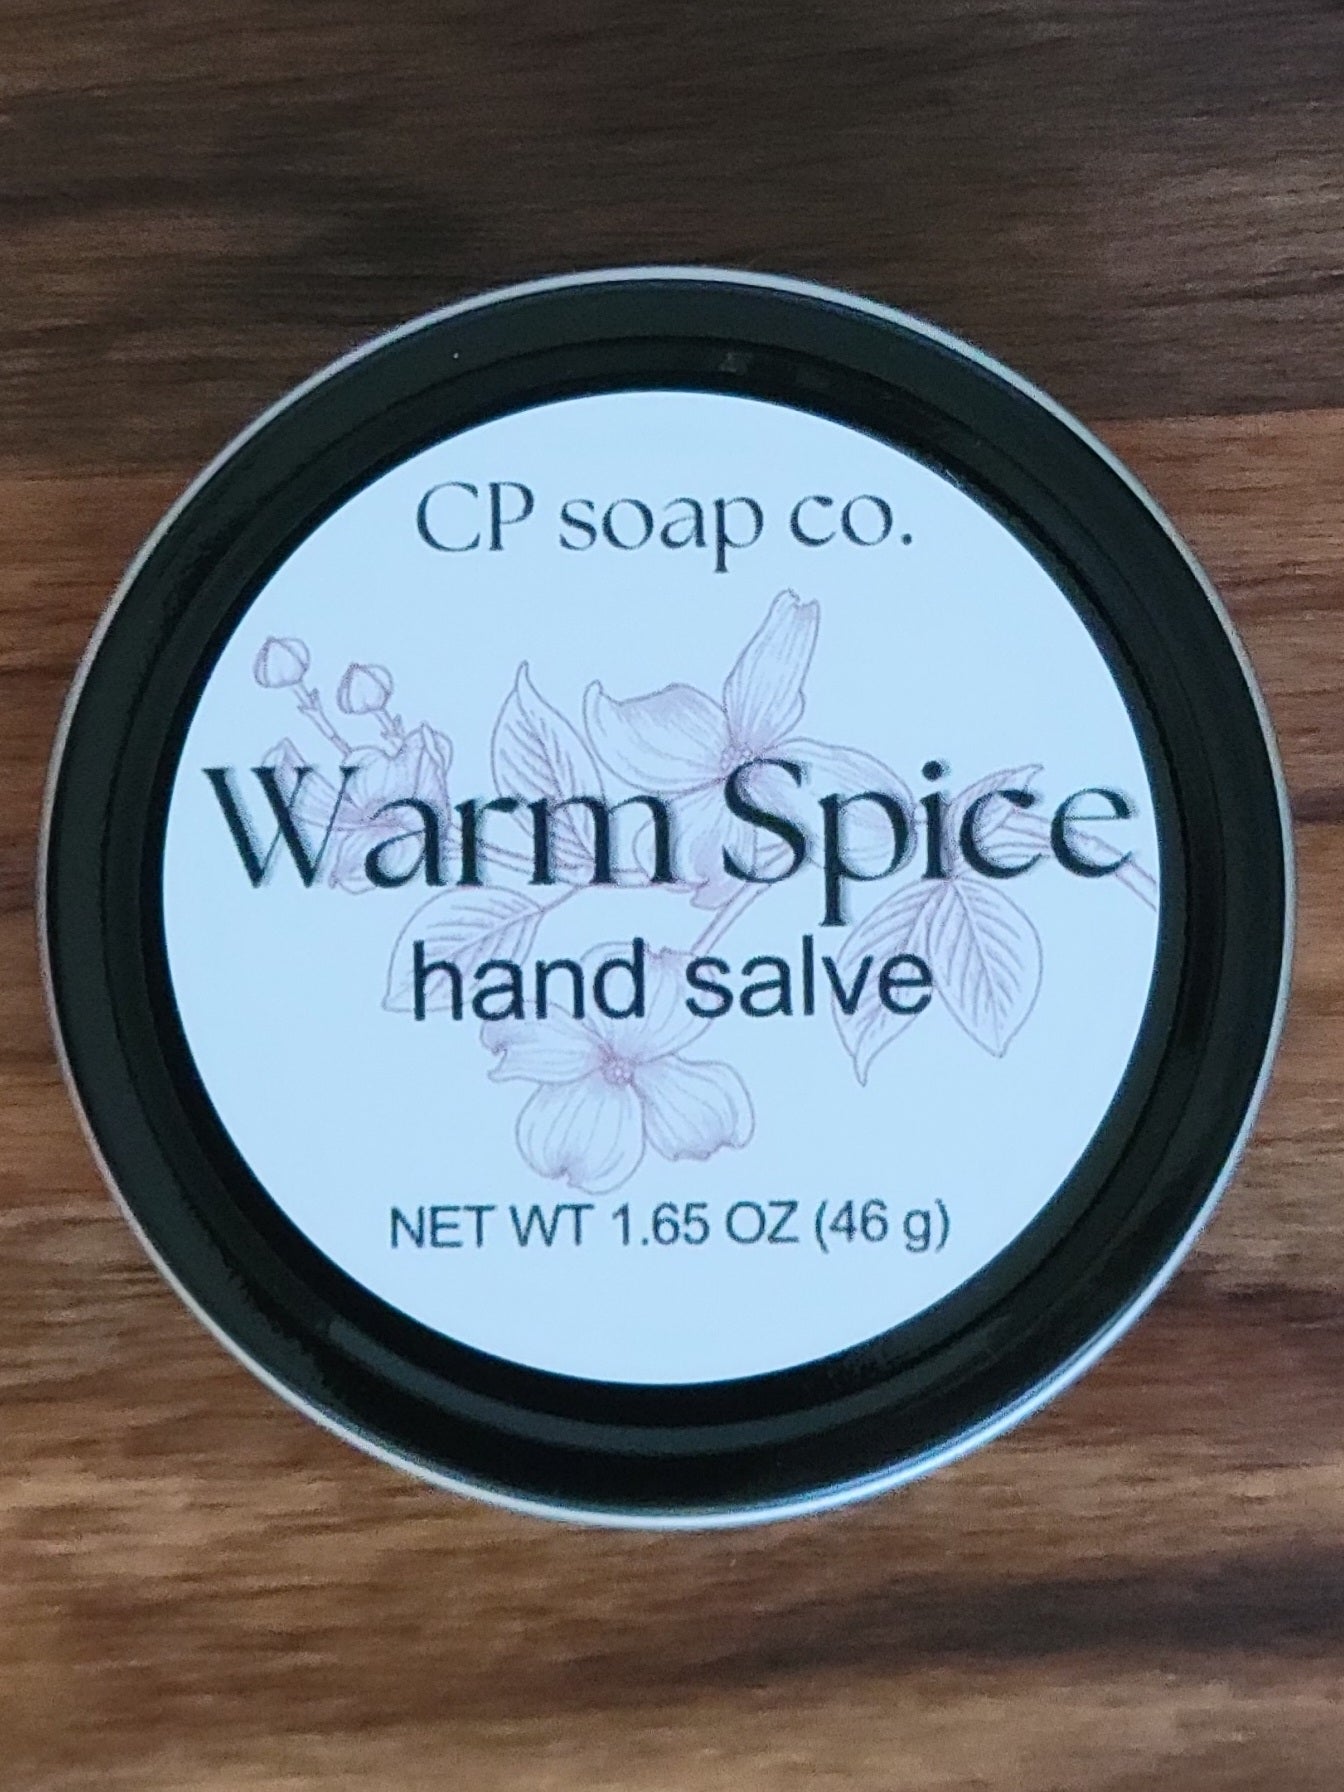 CP soap co.
Warm Spice
hand salve
NET WT 1.65 OZ (46 g)